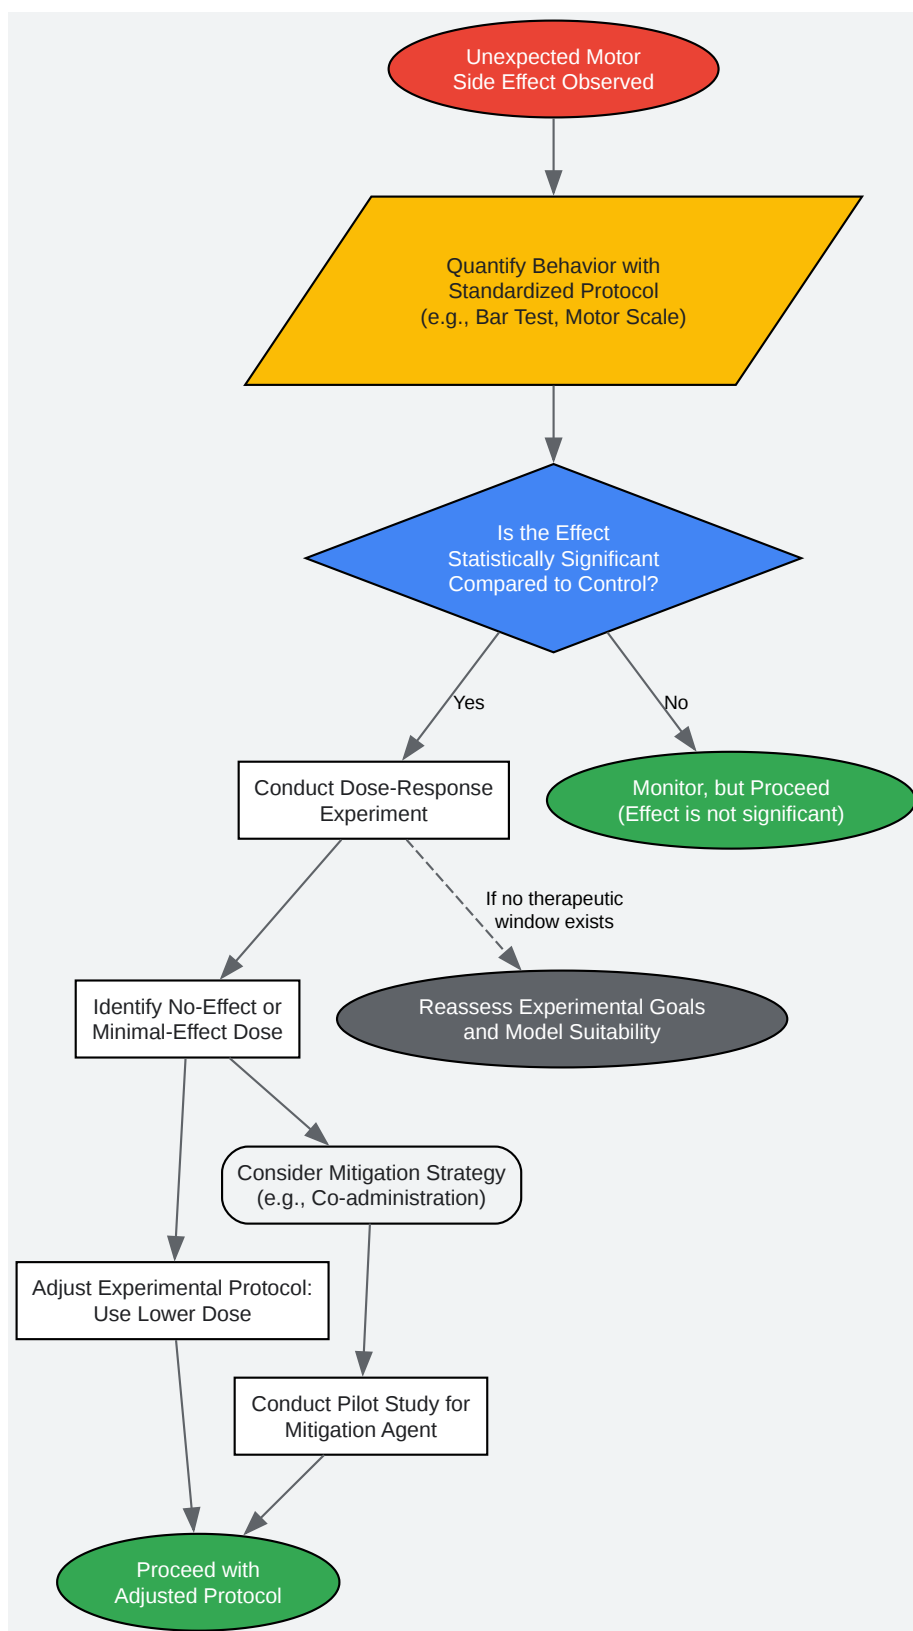 Unexpected Motor
Side Effect Observed
Quantify Behavior with
Standardized Protocol
(e.g., Bar Test, Motor Scale)
Is the Effect
Statistically Significant
Compared to Control?
Yes
No
Conduct Dose-Response
Experiment
Monitor, but Proceed
(Effect is not significant)
If no therapeutic
window exists
Identify No-Effect or
Minimal-Effect Dose
Reassess Experimental Goals
and Model Suitability
Consider Mitigation Strategy
(e.g., Co-administration)
Adjust Experimental Protocol:
Use Lower Dose
Conduct Pilot Study for
Mitigation Agent
Proceed with
Adjusted Protocol